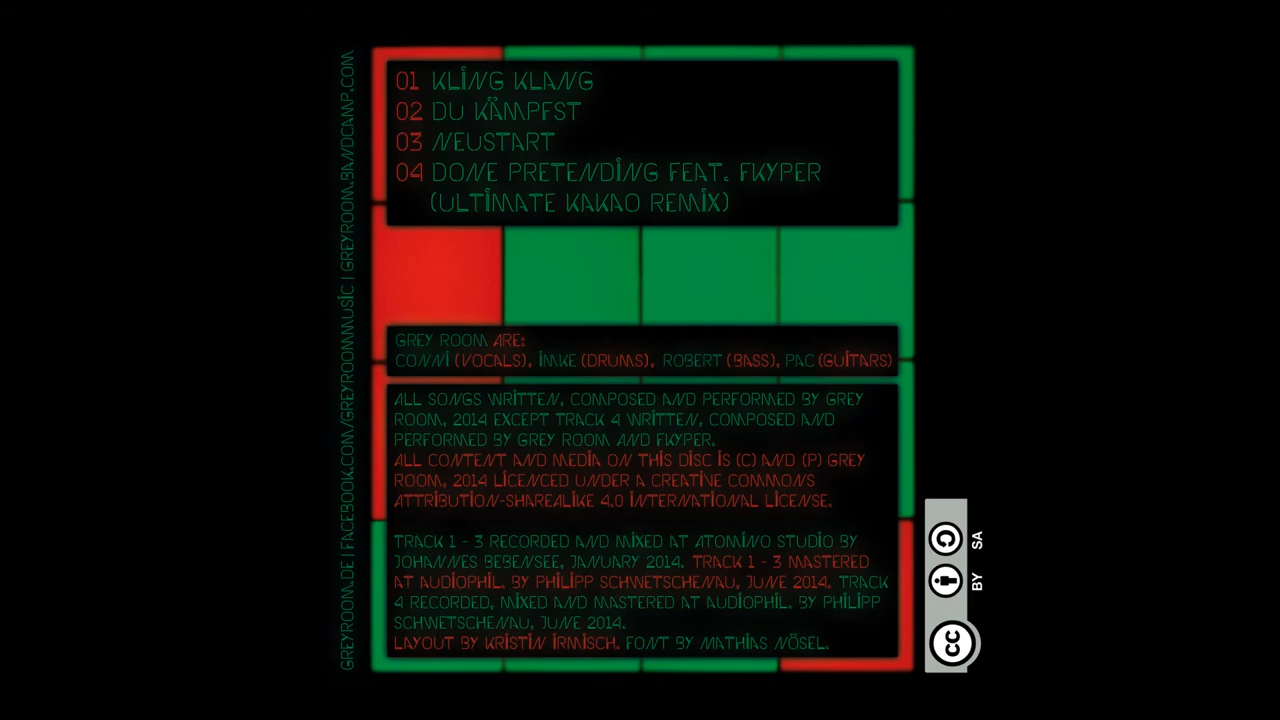 01 KLING KLANG
02 DU KÄMPFST
03 NEUSTART
04 DONE PRETENDING FEAT. FKYPER
(ULTIMATE KAKAO REMIX)
GREY ROOM ARE:
CONNI (VOCALS), IMKE (DRUMS), ROBERT (BASS), PAC (GUITARS)
ALL SONGS WRITTEN, COMPOSED AND PERFORMED BY GREY
ROOM, 2014 EXCEPT TRACK 4 WRITTEN, COMPOSED AND
PERFORMED BY GREY ROOM AND FKYPER.
ALL CONTENT AND MEDIA ON THIS DISC IS (C) AND (P) GREY
ROOM, 2014 LICENCED UNDER A CREATIVE COMMONS
ATTRIBUTION-SHAREALIKE 4.0 INTERNATIONAL LICENSE.
TRACK 1 - 3 RECORDED AND MIXED AT ATOMINO STUDIO BY
JOHANNES BEBENSEE, JANUARY 2014. TRACK 1 - 3 MASTERED
AT AUDIOPHIL. BY PHILIPP SCHWETSCHENAU, JUNE 2014. TRACK
4 RECORDED, MIXED AND MASTERED AT AUDIOPHIL. BY PHILIPP
SCHWETSCHENAU, JUNE 2014.
LAYOUT BY KRISTIN IRMISCH. FONT BY MATHIAS NÖSEL.
GREYROOM.DE | FACEBOOK.COM/GREYROOMMUSIC | GREYROOM.BANDCAMP.COM
CC BY SA